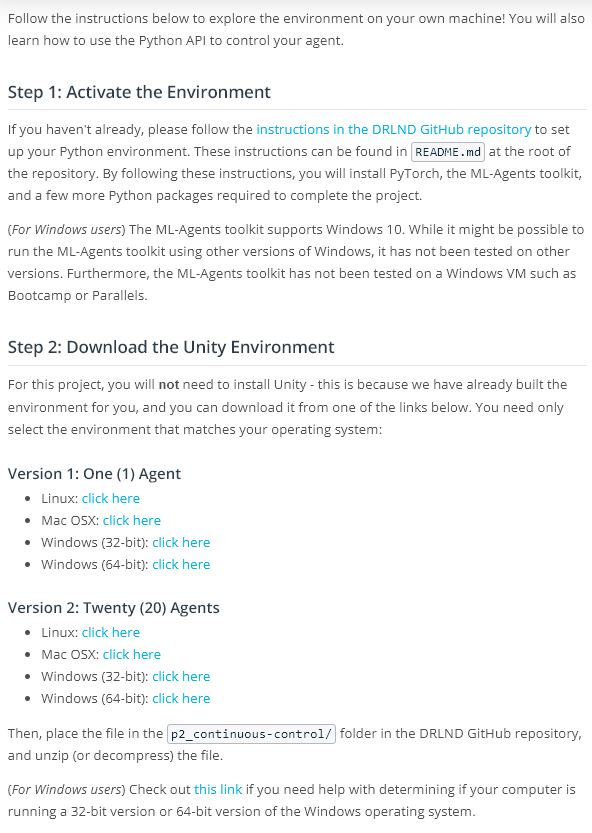 Follow the instructions below to explore the environment on your own machine! You will also
learn how to use the Python API to control your agent.
Step 1: Activate the Environment
If you haven't already, please follow the instructions in the DRLND GitHub repository to set
up your Python environment. These instructions can be found in README.md at the root of
the repository. By following these instructions, you will install PyTorch, the ML-Agents toolkit,
and a few more Python packages required to complete the project.
(For Windows users) The ML-Agents toolkit supports Windows 10. While it might be possible to
run the ML-Agents toolkit using other versions of Windows, it has not been tested on other
versions. Furthermore, the ML-Agents toolkit has not been tested on a Windows VM such as
Bootcamp or Parallels.
Step 2: Download the Unity Environment
For this project, you will not need to install Unity - this is because we have already built the
environment for you, and you can download it from one of the links below. You need only
select the environment that matches your operating system:
Version 1: One (1) Agent
• Linux: click here
• Mac OSX: click here
• Windows (32-bit): click here
• Windows (64-bit): click here
Version 2: Twenty (20) Agents
• Linux: click here
• Mac OSX: click here
• Windows (32-bit): click here
• Windows (64-bit): click here
Then, place the file in the p2_continuous-control/ folder in the DRLND GitHub repository,
and unzip (or decompress) the file.
(For Windows users) Check out this link if you need help with determining if your computer is
running a 32-bit version or 64-bit version of the Windows operating system.